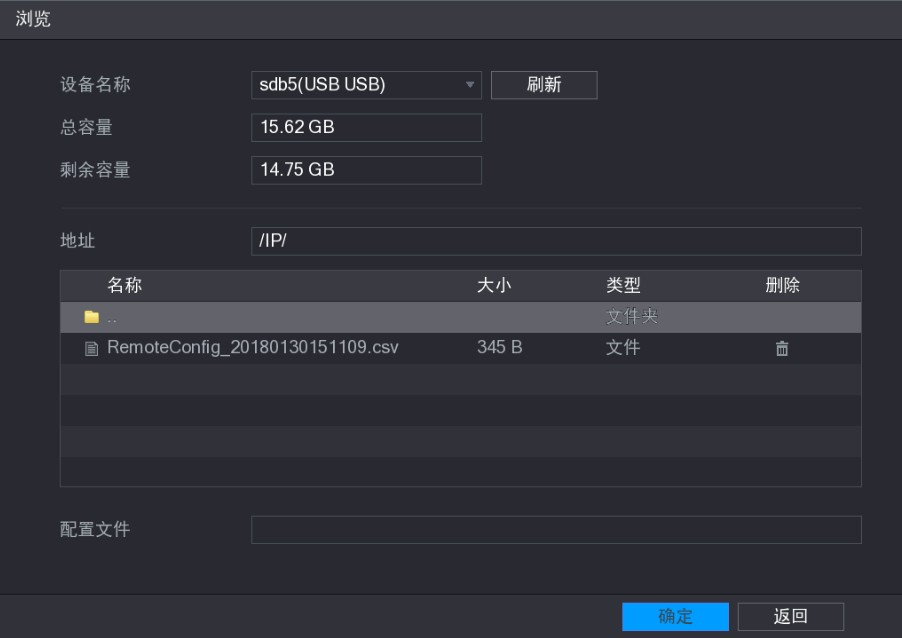 浏览
设备名称 sdb5(USB USB) 刷新
总容量 15.62 GB
剩余容量 14.75 GB
地址 /IP/
名称 大小 类型 删除
.. 文件夹
RemoteConfig_20180130151109.csv 345 B 文件
配置文件
确定 返回